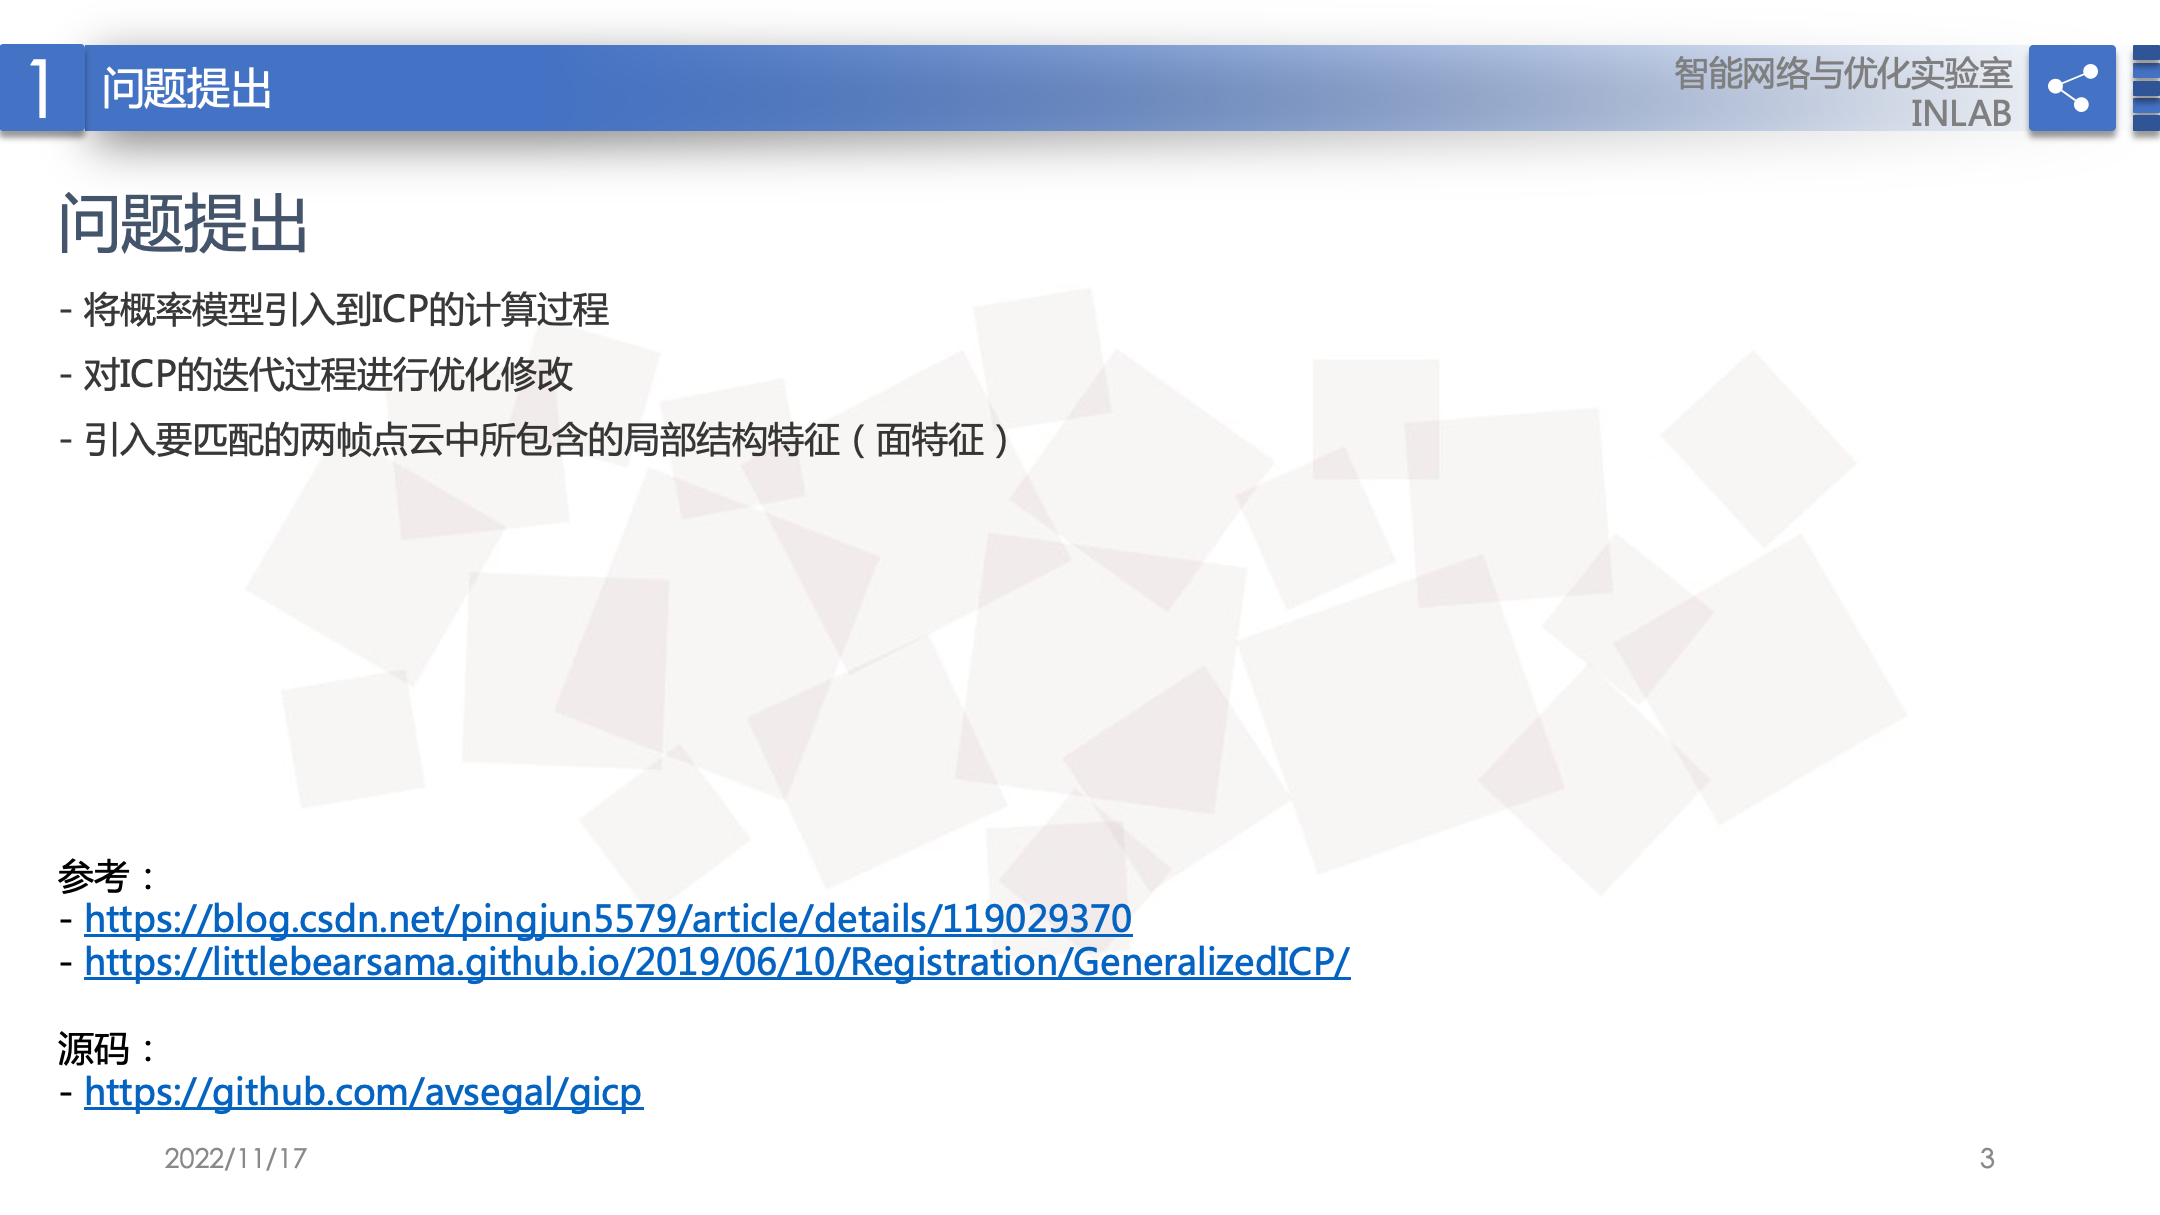 1
问题提出
智能网络与优化实验室
INLAB
问题提出
- 将概率模型引入到ICP的计算过程
- 对ICP的迭代过程进行优化修改
- 引入要匹配的两帧点云中所包含的局部结构特征（面特征）
参考：
- https://blog.csdn.net/pingjun5579/article/details/119029370
- https://littlebearsama.github.io/2019/06/10/Registration/GeneralizedICP/
源码：
- https://github.com/avsegal/gicp
2022/11/17
3